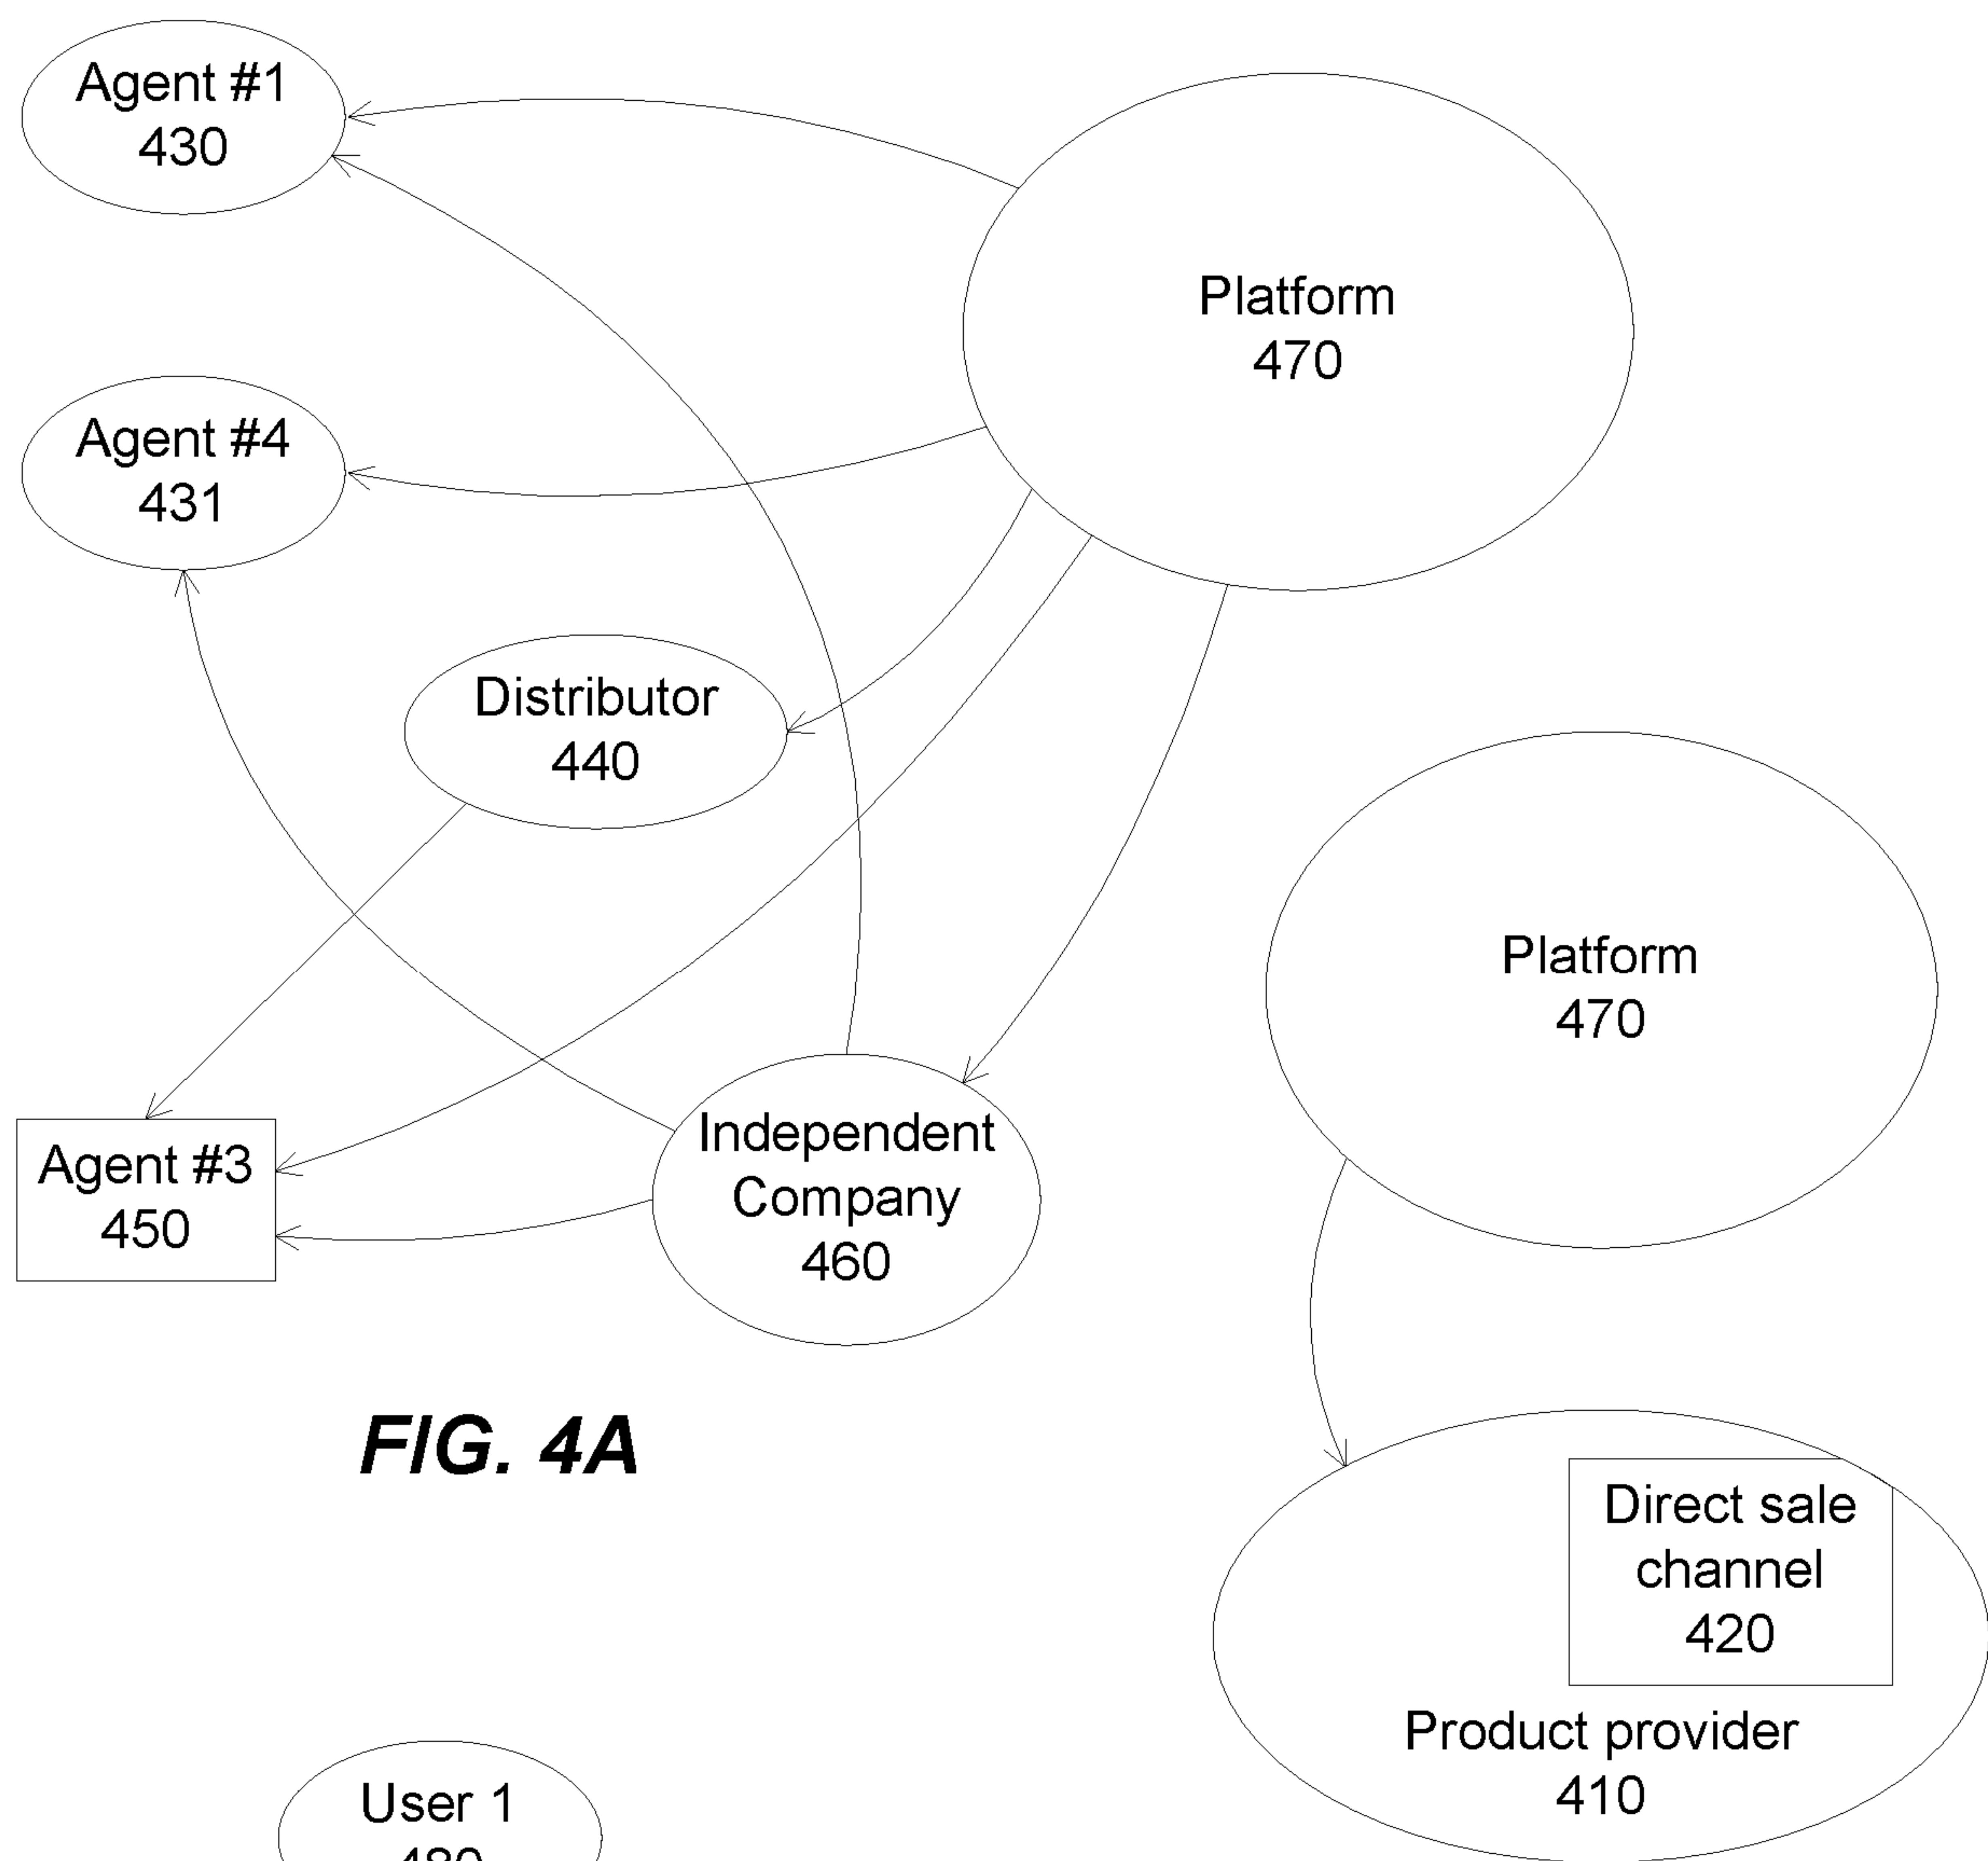 Agent #1
430
Platform
470
Agent #4
431
Distributor
440
Platform
470
Independent
Company
460
Agent #3
450
FIG. 4A
Direct sale
channel
420
Product provider
410
User 1